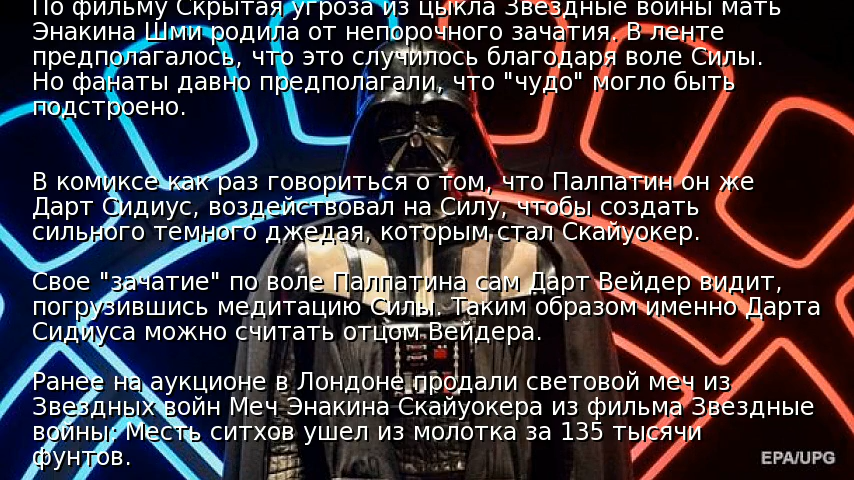 По фильму Скрытая угроза из цикла Звездные войны мать
Энакина Шми родила от непорочного зачатия. В ленте
предполагалось, что это случилось благодаря воле Силы.
Но фанаты давно предполагали, что "чудо" могло быть
подстроено.
В комиксе как раз говориться о том, что Палпатин он же
Дарт Сидиус, воздействовал на Силу, чтобы создать
сильного темного джедая, которым стал Скайуокер.
Свое "зачатие" по воле Палпатина сам Дарт Вейдер видит,
погрузившись медитацию Силы. Таким образом именно Дарта
Сидиуса можно считать отцом Вейдера.
Ранее на аукционе в Лондоне продали световой меч из
Звездных войн Меч Энакина Скайуокера из фильма Звездные
войны: Месть ситхов ушел из молотка за 135 тысячи
фунтов.
EPA/UPG